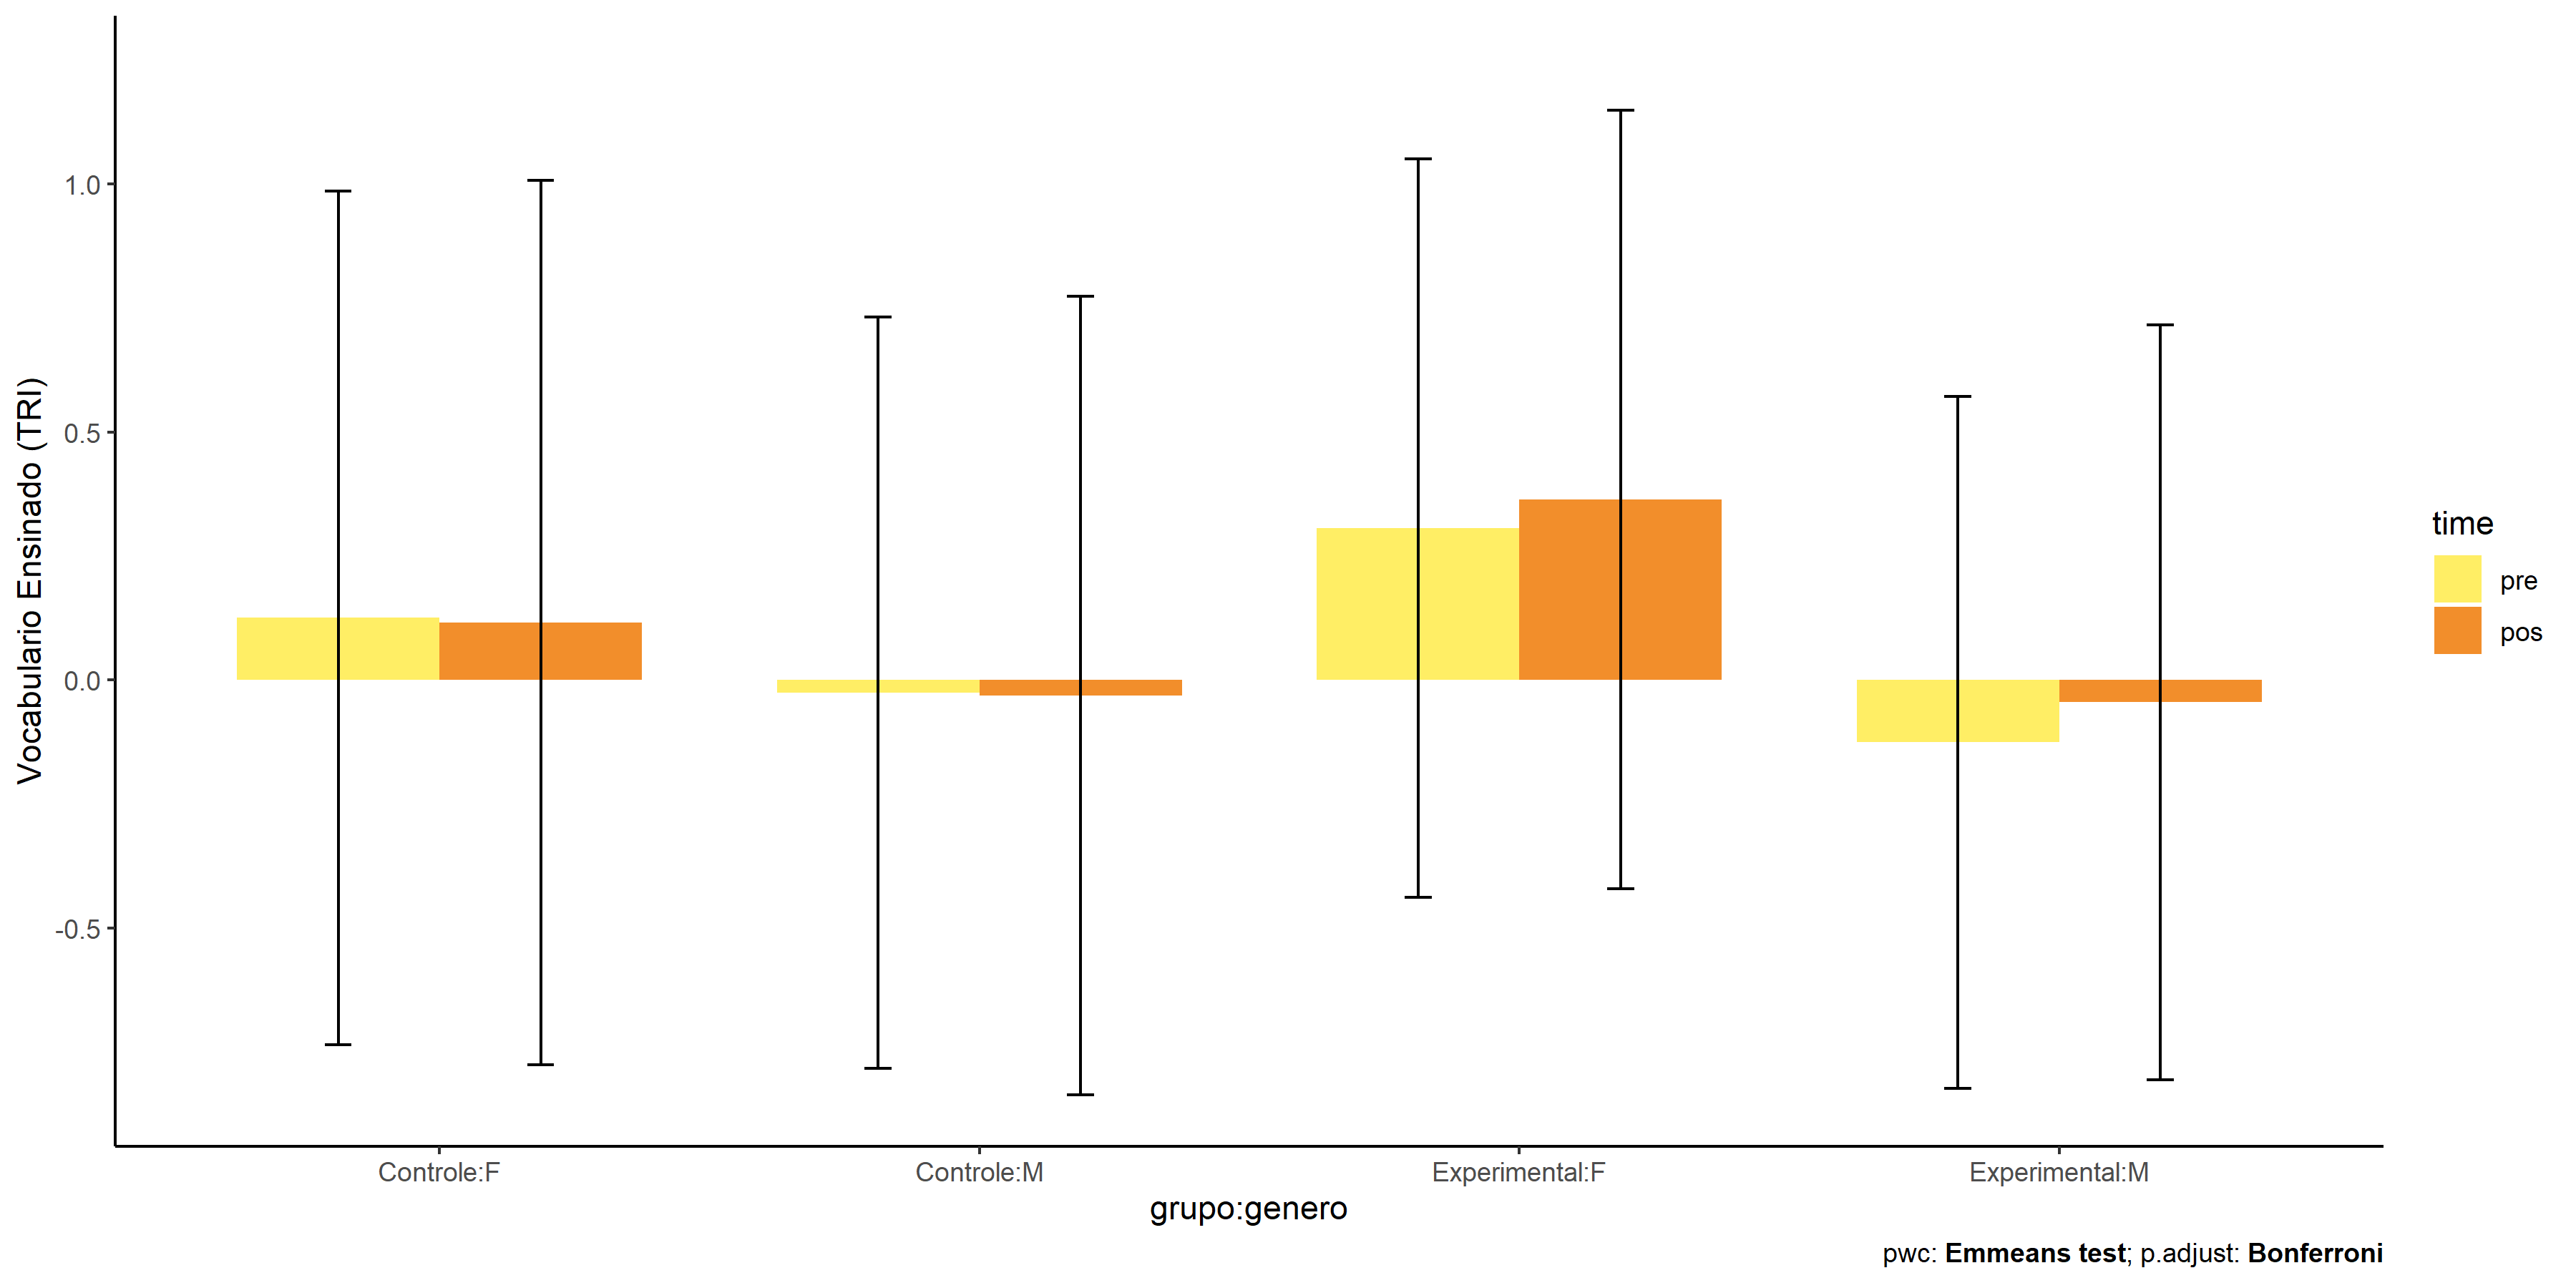 Vocabulario Ensinado (TRI)
1.0
0.5
0.0
-0.5
Controle:F
Controle:M
Experimental:F
Experimental:M
grupo:genero
time
pre
pos
pwc: Emmeans test; p.adjust: Bonferroni